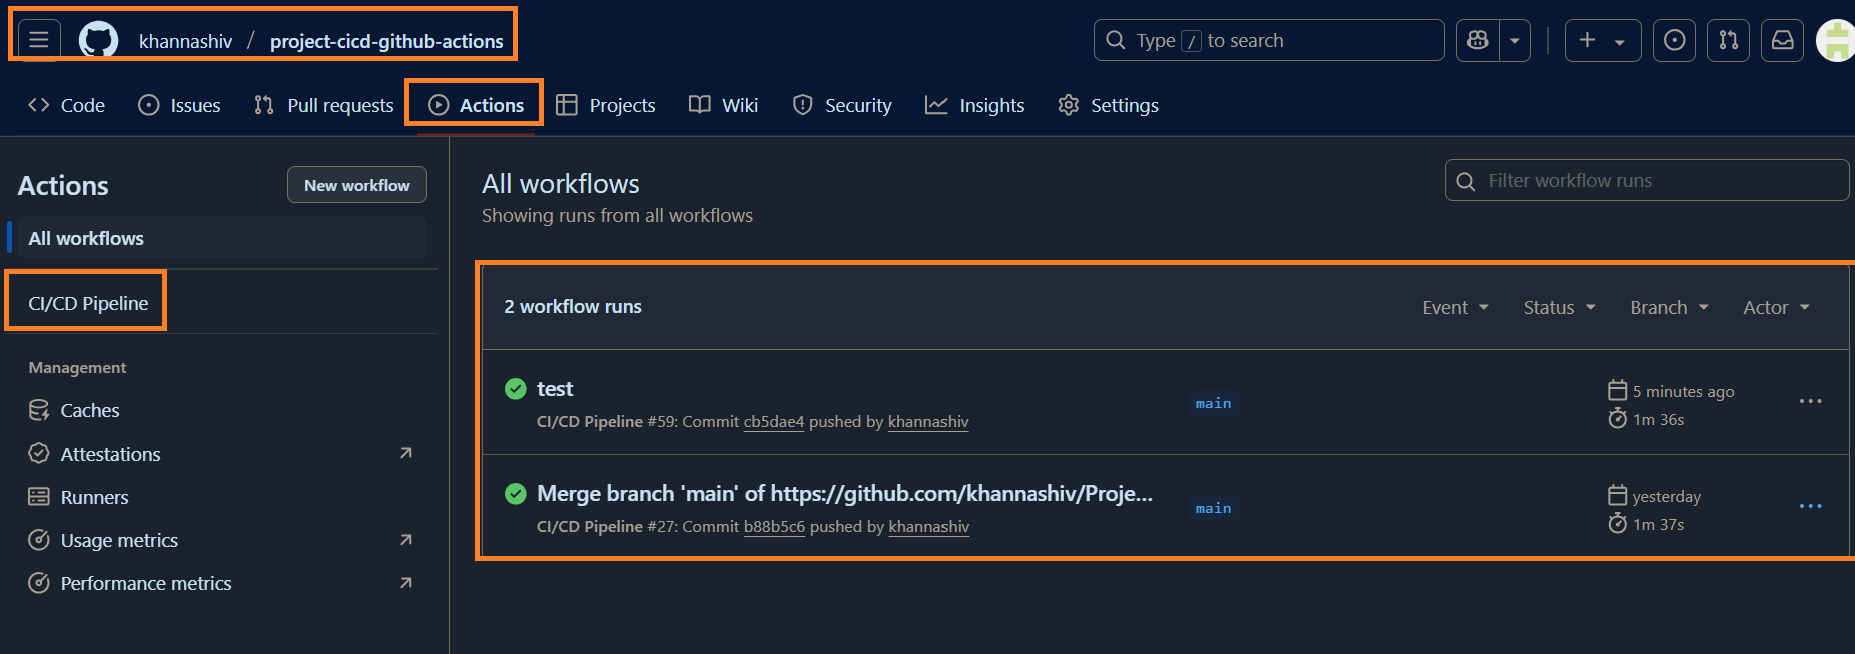 khannashiv / project-cicd-github-actions
Type / to search
Code Issues Pull requests Actions Projects Wiki Security Insights Settings
Actions
New workflow
All workflows
CI/CD Pipeline
Management
Caches
Attestations
Runners
Usage metrics
Performance metrics
All workflows
Showing runs from all workflows
Filter workflow runs
2 workflow runs
Event Status Branch Actor
test
CI/CD Pipeline #59: Commit cb5dae4 pushed by khannashiv
main
5 minutes ago
1m 36s
Merge branch 'main' of https://github.com/khannashiv/Proje...
CI/CD Pipeline #27: Commit b88b5c6 pushed by khannashiv
main
yesterday
1m 37s